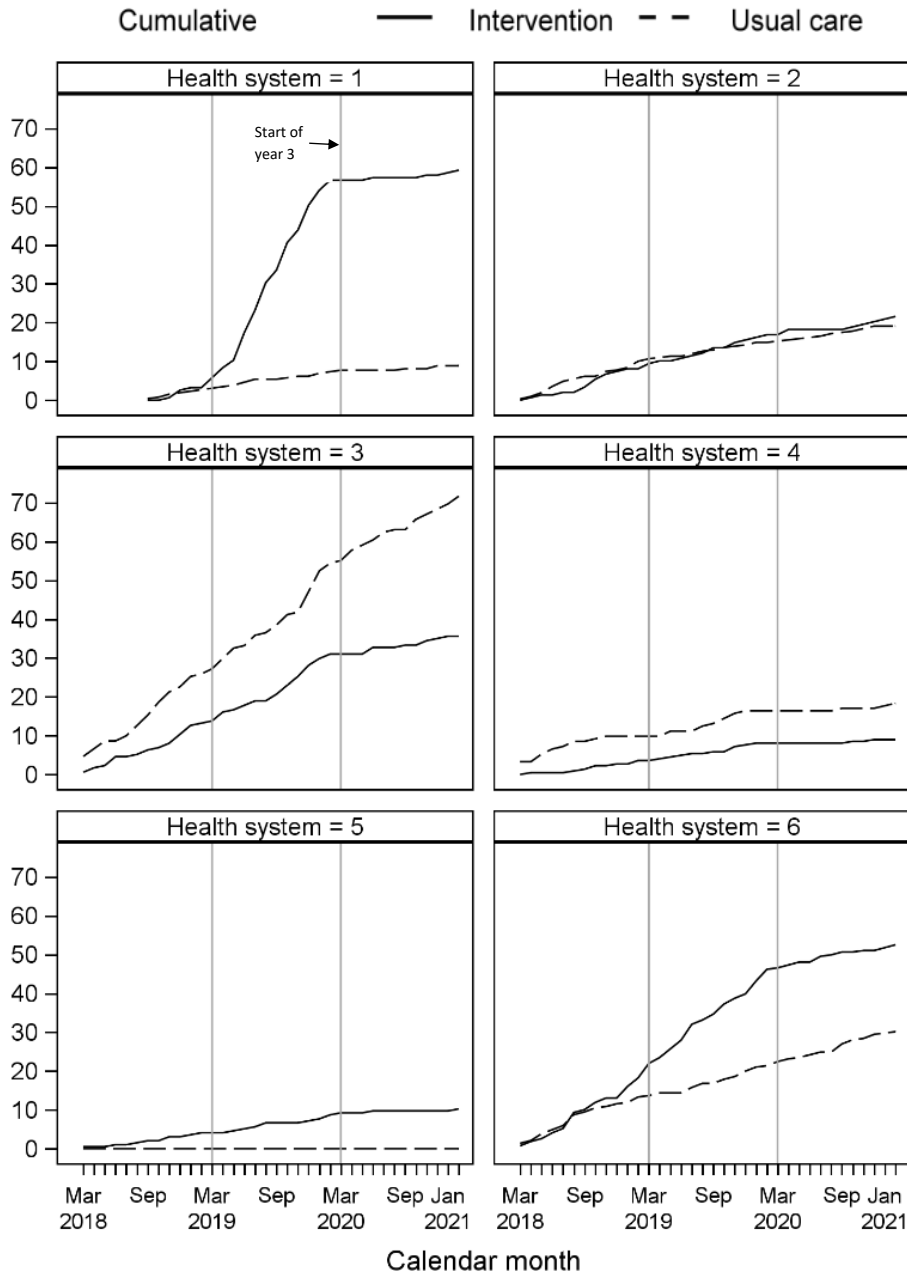 Cumulative Intervention Usual care
Health system = 1 Health system = 2
70
60
50
40
30
20
10
0
Start of
year 3
Health system = 3 Health system = 4
70
60
50
40
30
20
10
0
Health system = 5 Health system = 6
70
60
50
40
30
20
10
0
Mar Sep Mar Sep Mar Sep Jan Mar Sep Mar Sep Mar Sep Jan
2018 2019 2020 2021 2018 2019 2020 2021
Calendar month